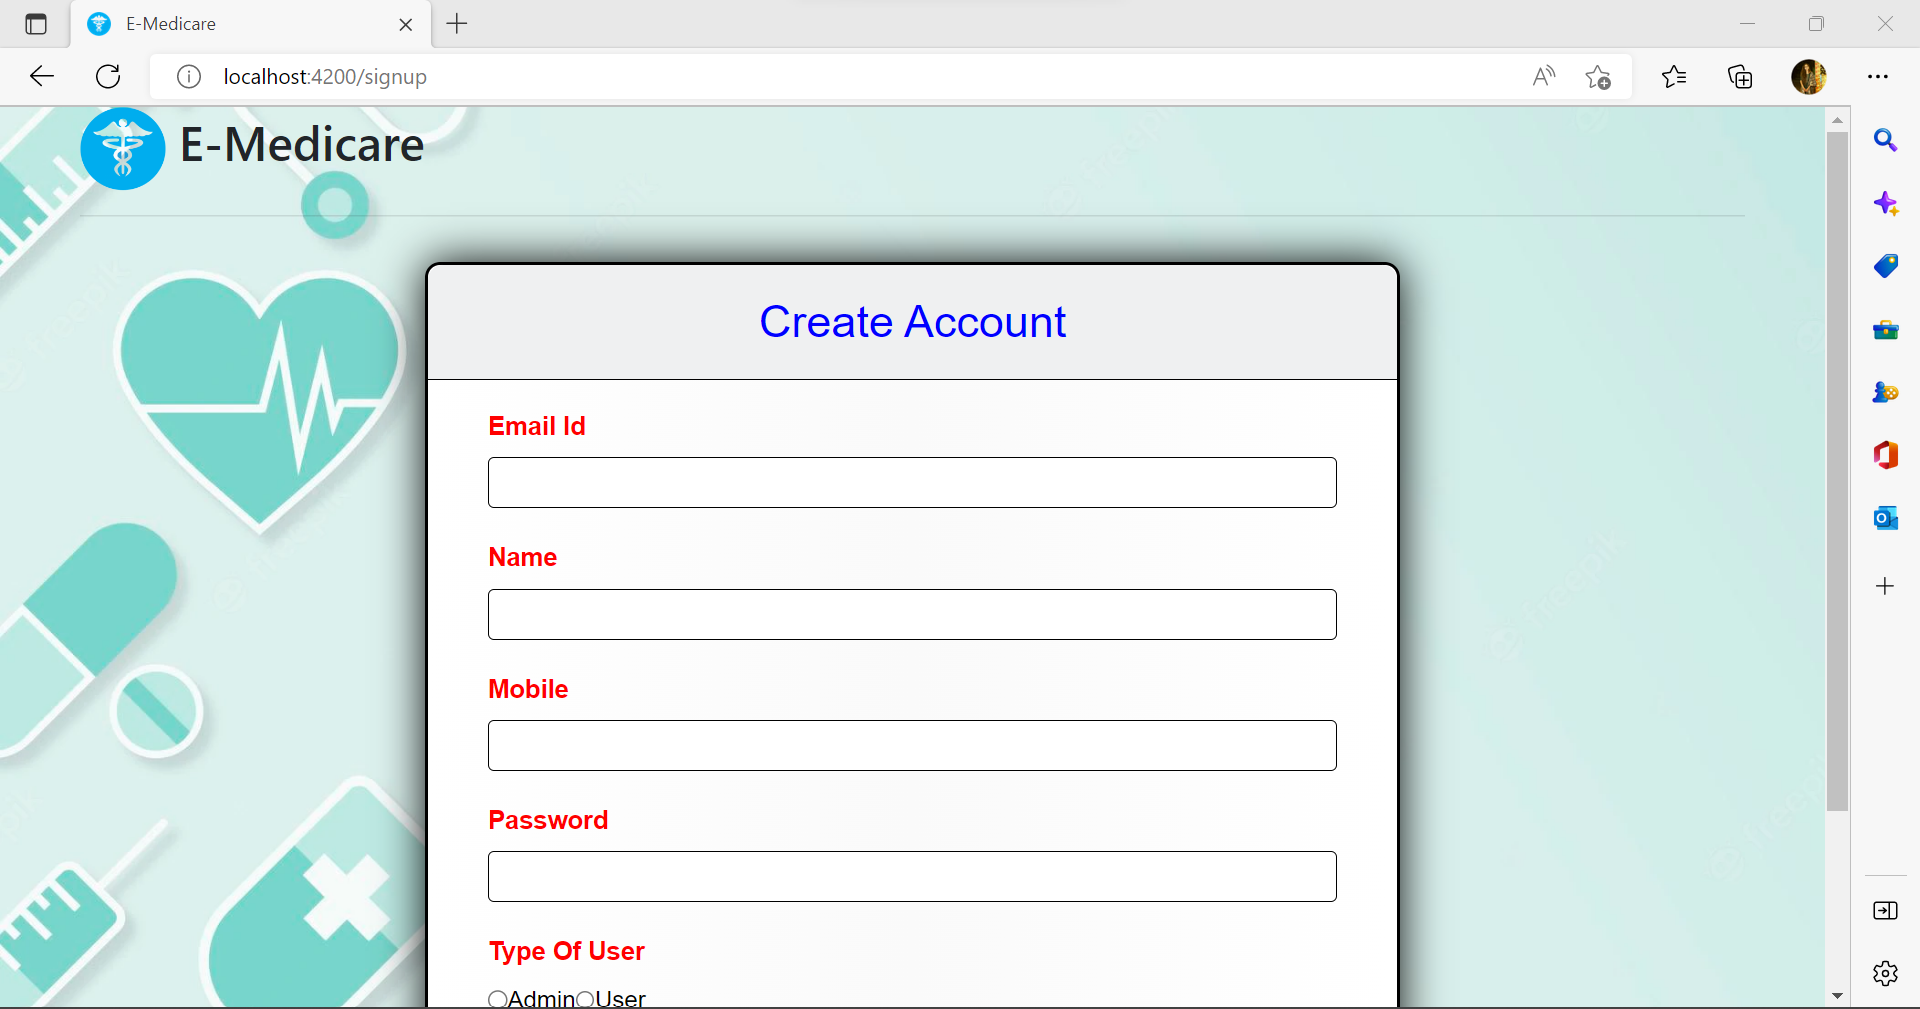 E-Medicare
localhost:4200/signup
E-Medicare
Create Account
Email Id
Name
Mobile
Password
Type Of User
Admin User